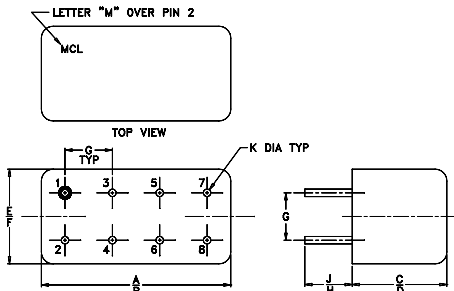 LETTER "M" OVER PIN 2
MCL
TOP VIEW
G
TYP
K DIA TYP
1 3 5 7
E
F
G
2 4 6 8
A
B
J
H
C
D